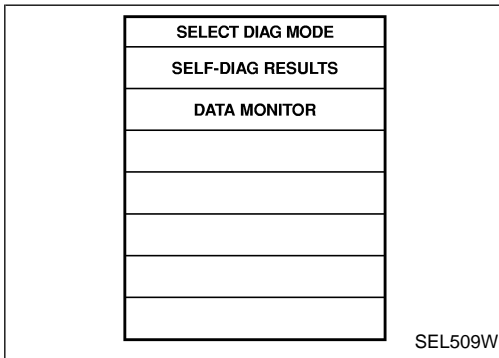 SELECT DIAG MODE
SELF-DIAG RESULTS
DATA MONITOR
SEL509W